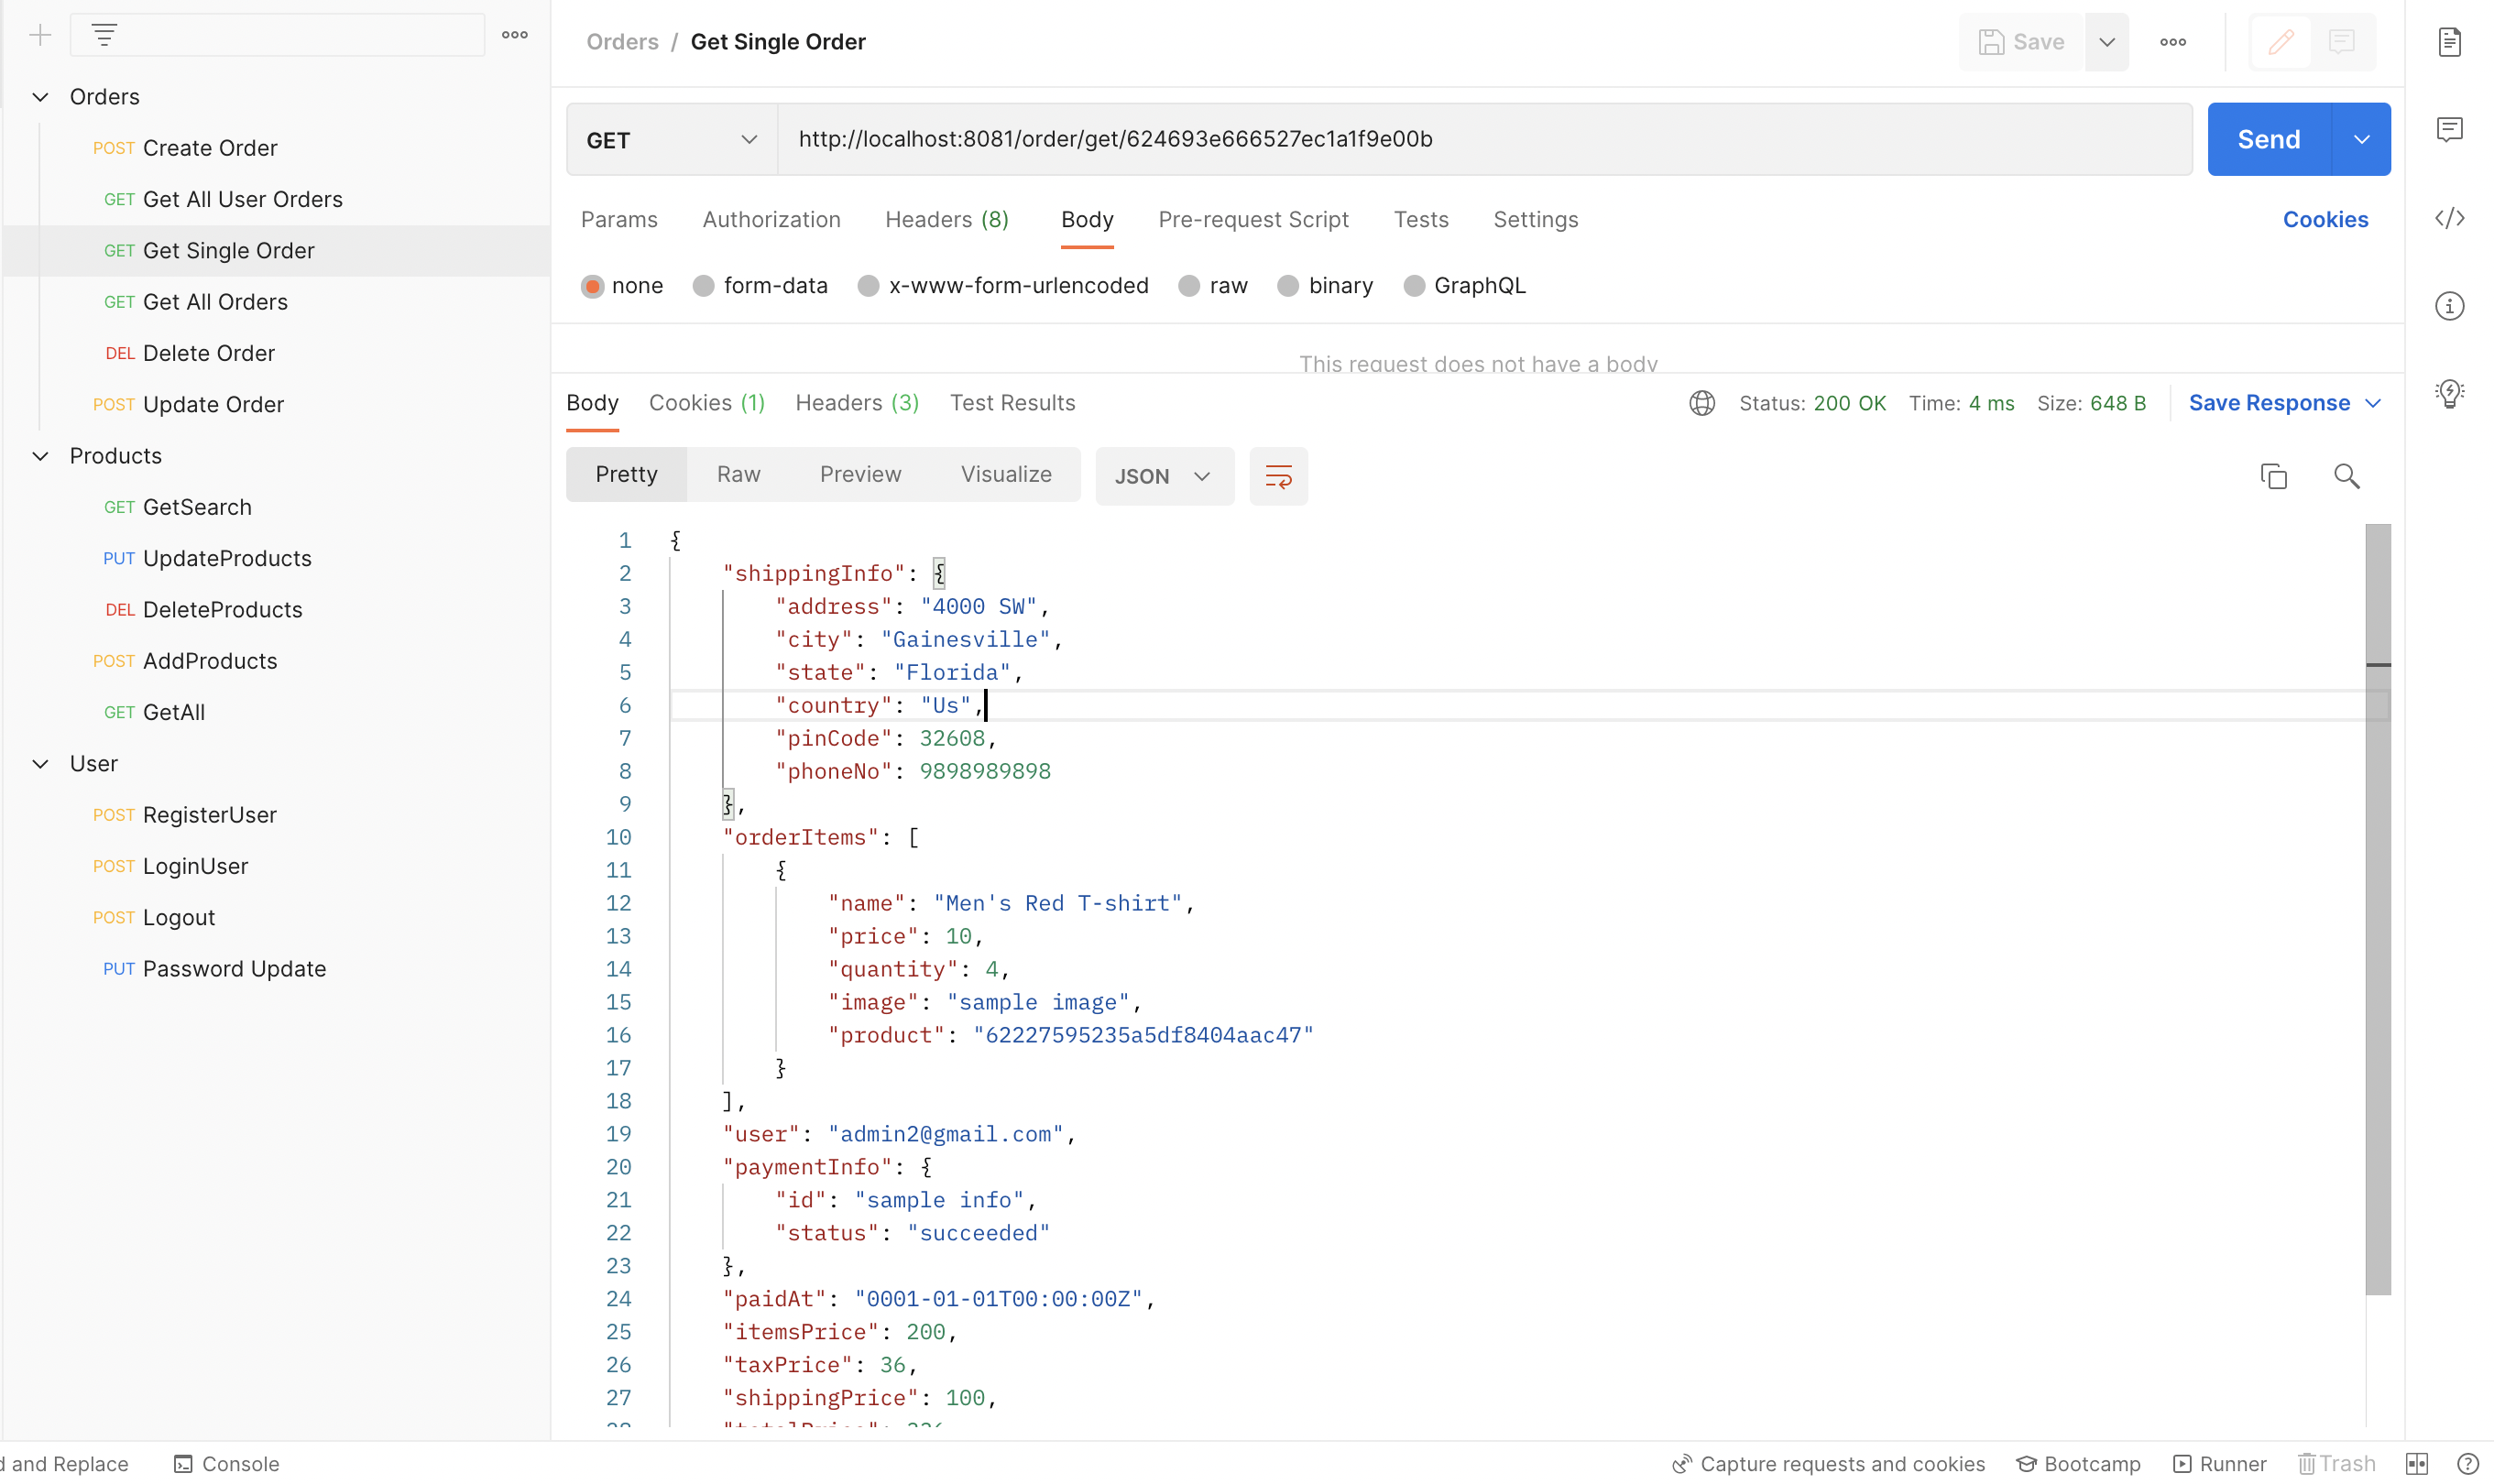 Orders
POST Create Order
GET Get All User Orders
GET Get Single Order
GET Get All Orders
DEL Delete Order
POST Update Order
Products
GET GetSearch
PUT UpdateProducts
DEL DeleteProducts
POST AddProducts
GET GetAll
User
POST RegisterUser
POST LoginUser
POST Logout
PUT Password Update
Orders / Get Single Order
Save
GET http://localhost:8081/order/get/624693e666527ec1a1f9e00b Send
Params Authorization Headers (8) Body Pre-request Script Tests Settings Cookies
none form-data x-www-form-urlencoded raw binary GraphQL
This request does not have a body
Body Cookies (1) Headers (3) Test Results Status: 200 OK Time: 4 ms Size: 648 B Save Response
Pretty Raw Preview Visualize JSON
1 {
2 "shippingInfo": {
3 "address": "4000 SW",
4 "city": "Gainesville",
5 "state": "Florida",
6 "country": "Us",
7 "pinCode": 32608,
8 "phoneNo": 9898989898
9 },
10 "orderItems": [
11 {
12 "name": "Men's Red T-shirt",
13 "price": 10,
14 "quantity": 4,
15 "image": "sample image",
16 "product": "62227595235a5df8404aac47"
17 }
18 ],
19 "user": "admin2@gmail.com",
20 "paymentInfo": {
21 "id": "sample info",
22 "status": "succeeded"
23 },
24 "paidAt": "0001-01-01T00:00:00Z",
25 "itemsPrice": 200,
26 "taxPrice": 36,
27 "shippingPrice": 100,
and Replace Console Capture requests and cookies Bootcamp Runner Trash